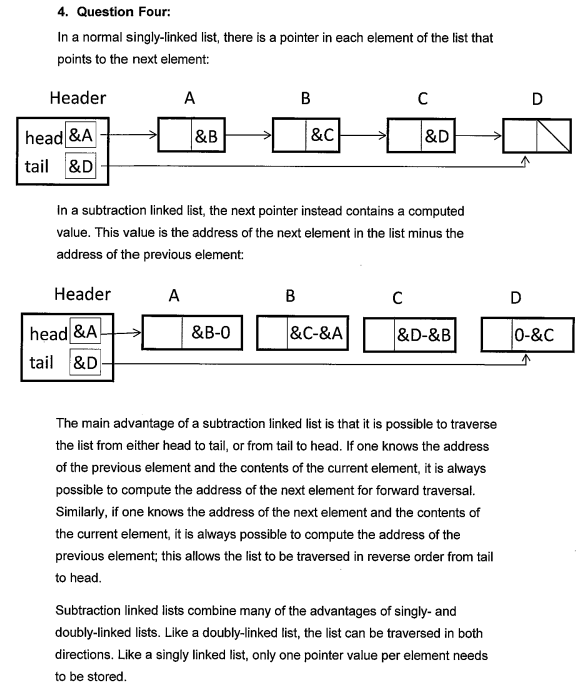 4. Question Four:
In a normal singly-linked list, there is a pointer in each element of the list that
points to the next element:
Header A B C D
head &A &B &C &D
tail &D
In a subtraction linked list, the next pointer instead contains a computed
value. This value is the address of the next element in the list minus the
address of the previous element:
Header A B C D
head &A &B-0 &C-&A &D-&B 0-&C
tail &D
The main advantage of a subtraction linked list is that it is possible to traverse
the list from either head to tail, or from tail to head. If one knows the address
of the previous element and the contents of the current element, it is always
possible to compute the address of the next element for forward traversal.
Similarly, if one knows the address of the next element and the contents of
the current element, it is always possible to compute the address of the
previous element; this allows the list to be traversed in reverse order from tail
to head.
Subtraction linked lists combine many of the advantages of singly- and
doubly-linked lists. Like a doubly-linked list, the list can be traversed in both
directions. Like a singly linked list, only one pointer value per element needs
to be stored.